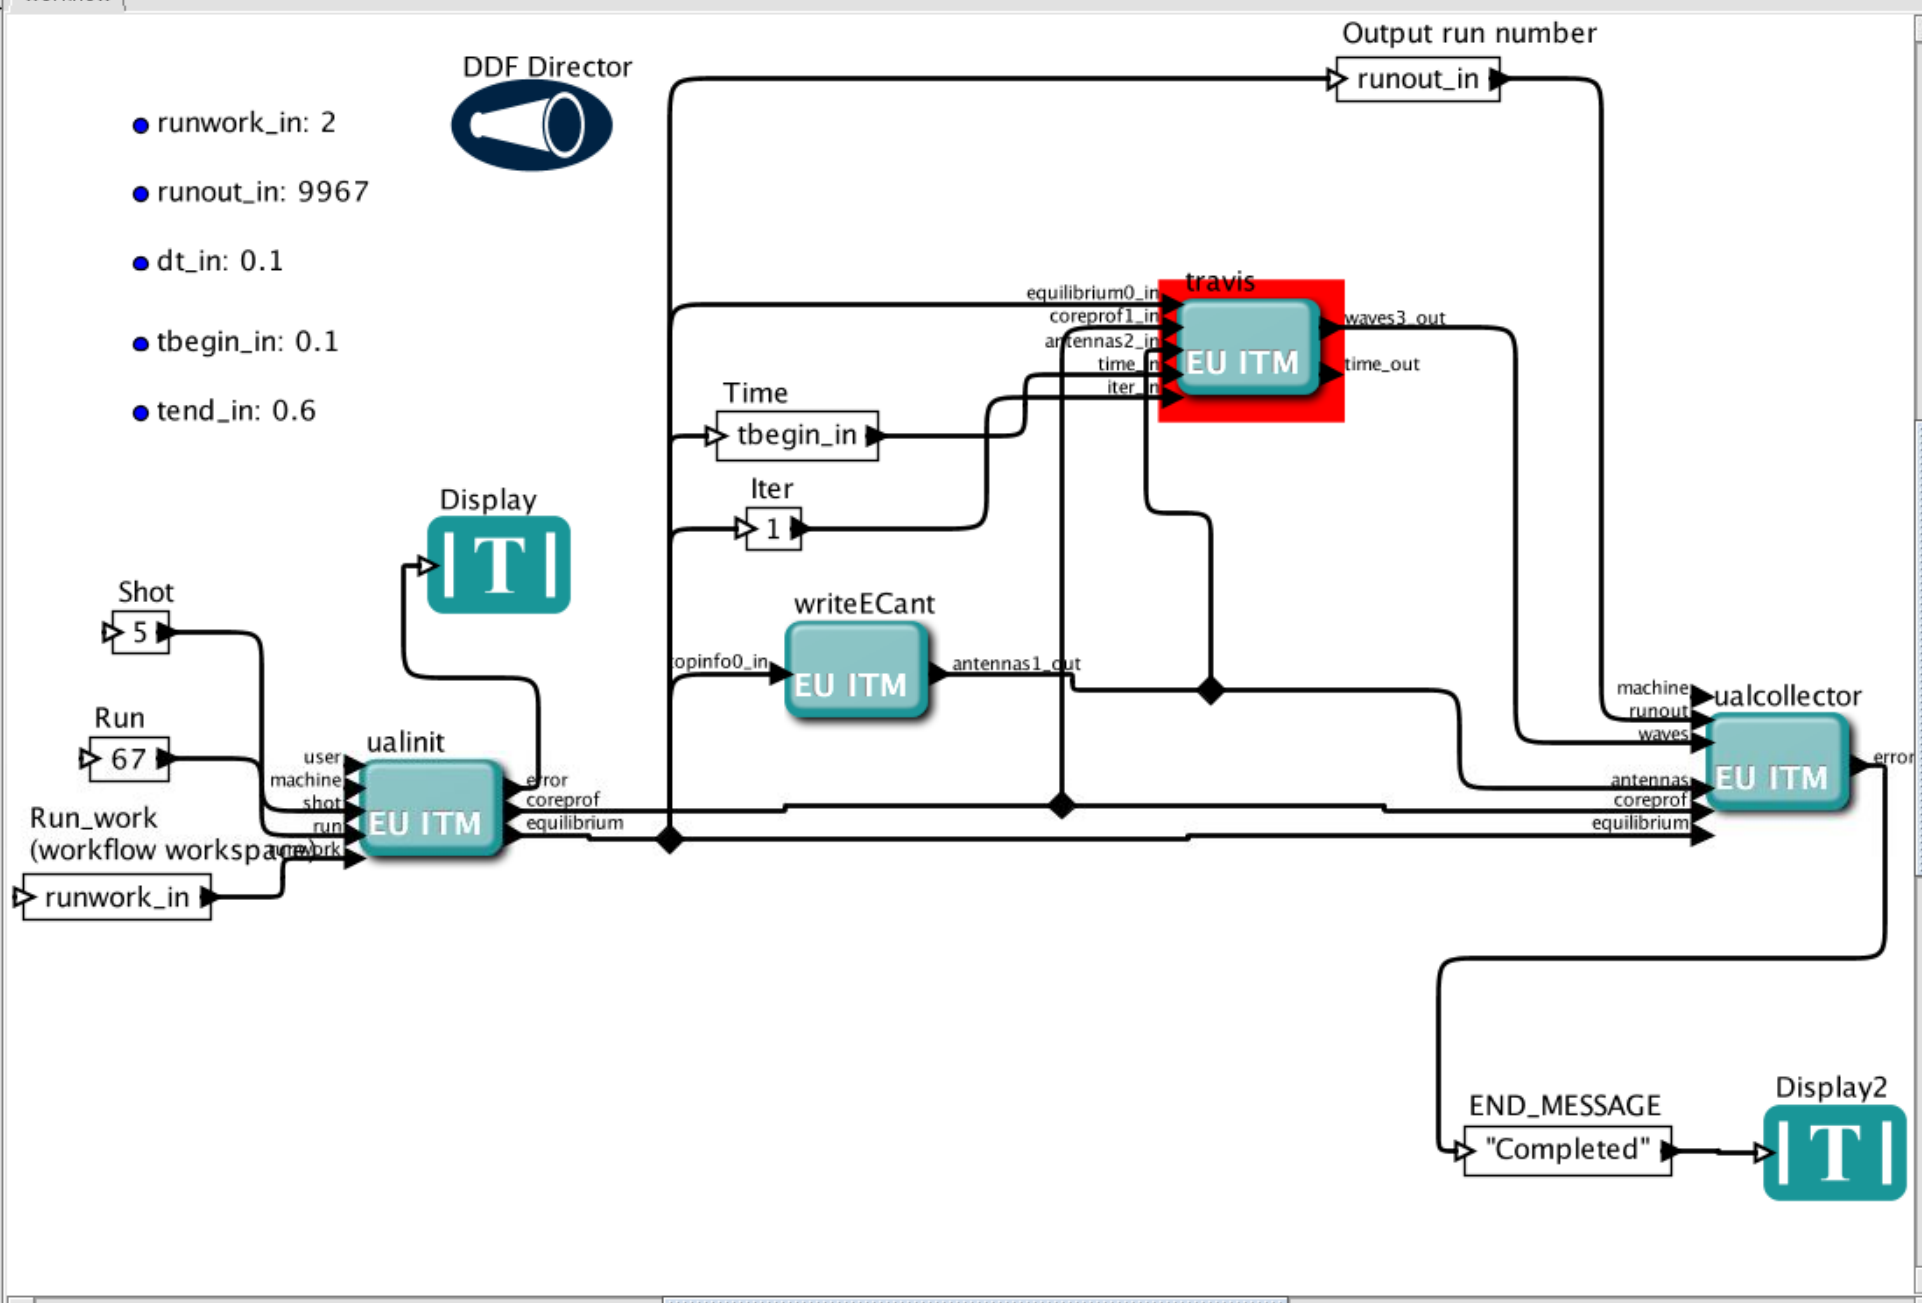 Output run number
DDF Director
runout_in
runwork_in: 2
runout_in: 9967
dt_in: 0.1
travis
equilibrium0_in
coreprof1_in
waves3_out
antennas2_in
tbegin_in: 0.1
time_in
EU ITM
time_out
iter_in
Time
tend_in: 0.6
tbegin_in
Iter
Display
1
T
Shot
writeECant
5
opinfo0_in
antennas1_out
EU ITM
machine
ualcollector
Run
runout
ualinit
waves
67
user
error
machine
error
antennas
EU ITM
shot
coreprof
coreprof
Run_work
run
EU ITM
equilibrium
equilibrium
(workflow workspace)
runwork_in
Display2
END_MESSAGE
"Completed"
T